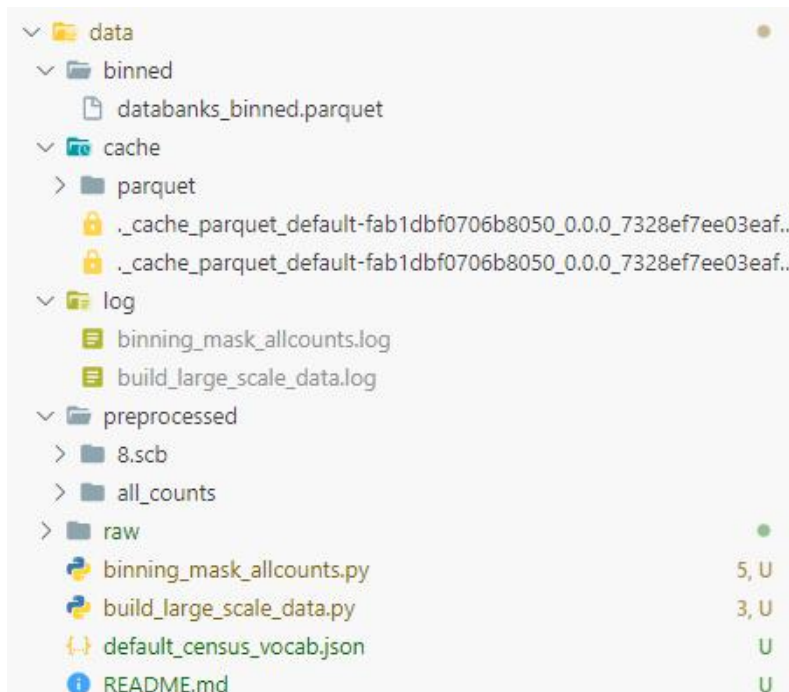 data
binned
databanks_binned.parquet
cache
parquet
._cache_parquet_default-fab1dbf0706b8050_0.0.0_7328ef7ee03eaf..
._cache_parquet_default-fab1dbf0706b8050_0.0.0_7328ef7ee03eaf..
log
binning_mask_allcounts.log
build_large_scale_data.log
preprocessed
8.scb
all_counts
raw
binning_mask_allcounts.py 5, U
build_large_scale_data.py 3, U
{..} default_census_vocab.json U
README.md U